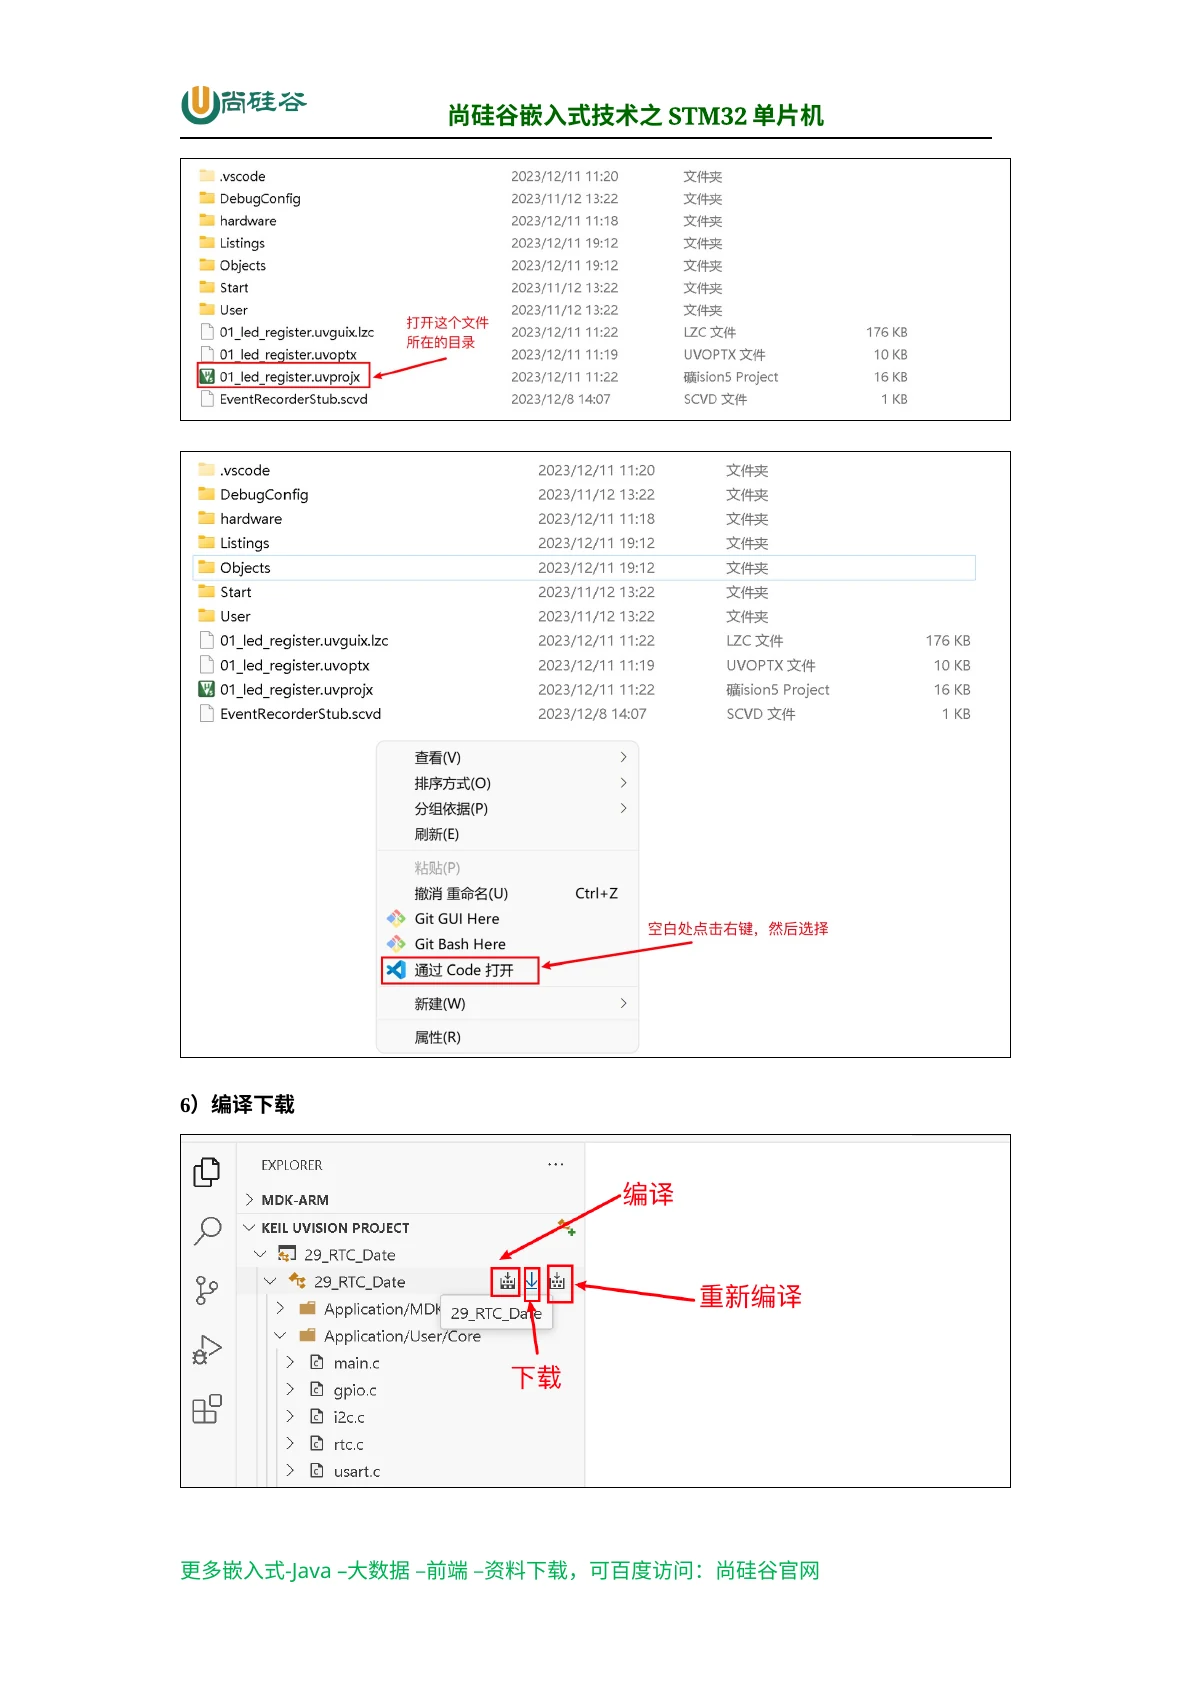 尚硅谷
尚硅谷嵌入式技术之 STM32 单片机
.vscode 2023/12/11 11:20 文件夹
DebugConfig 2023/11/12 13:22 文件夹
hardware 2023/12/11 11:18 文件夹
Listings 2023/12/11 19:12 文件夹
Objects 2023/12/11 19:12 文件夹
Start 2023/11/12 13:22 文件夹
User 2023/11/12 13:22 文件夹
打开这个文件
所在的目录
01_led_register.uvguix.lzc 2023/12/11 11:22 LZC 文件 176 KB
01_led_register.uvoptx 2023/12/11 11:19 UVOPTX 文件 10 KB
01_led_register.uvprojx 2023/12/11 11:22 礦ision5 Project 16 KB
EventRecorderStub.scvd 2023/12/8 14:07 SCVD 文件 1 KB
.vscode 2023/12/11 11:20 文件夹
DebugConfig 2023/11/12 13:22 文件夹
hardware 2023/12/11 11:18 文件夹
Listings 2023/12/11 19:12 文件夹
Objects 2023/12/11 19:12 文件夹
Start 2023/11/12 13:22 文件夹
User 2023/11/12 13:22 文件夹
01_led_register.uvguix.lzc 2023/12/11 11:22 LZC 文件 176 KB
01_led_register.uvoptx 2023/12/11 11:19 UVOPTX 文件 10 KB
01_led_register.uvprojx 2023/12/11 11:22 礦ision5 Project 16 KB
EventRecorderStub.scvd 2023/12/8 14:07 SCVD 文件 1 KB
查看(V)
排序方式(O)
分组依据(P)
刷新(E)
粘贴(P)
撤消 重命名(U) Ctrl+Z
Git GUI Here
Git Bash Here
通过 Code 打开
新建(W)
属性(R)
空白处点击右键，然后选择
6）编译下载
EXPLORER
MDK-ARM
KEIL UVISION PROJECT
29_RTC_Date
29_RTC_Date
Application/MDK
29_RTC_Date
Application/User/Core
main.c
gpio.c
i2c.c
rtc.c
usart.c
编译
重新编译
下载
更多嵌入式-Java –大数据 –前端 –资料下载，可百度访问：尚硅谷官网